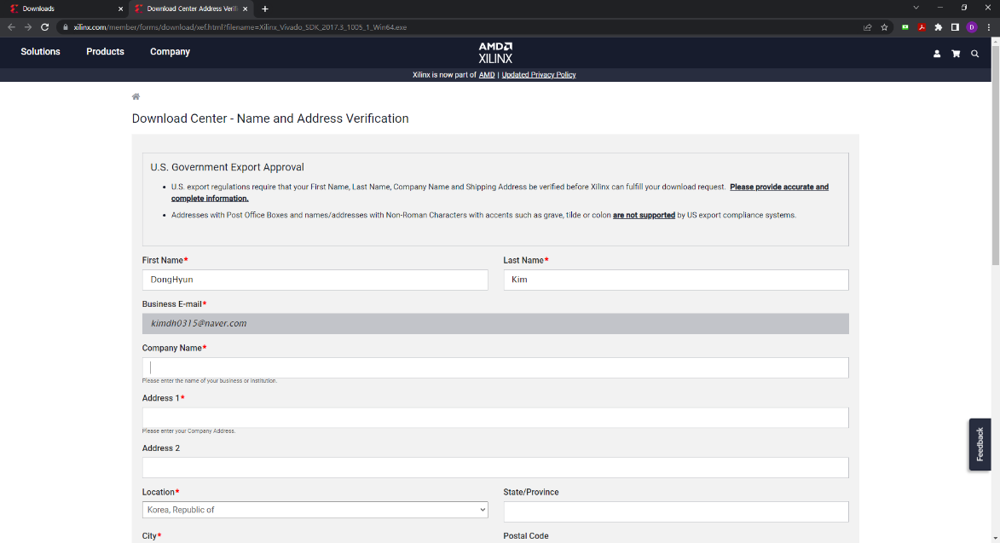 Downloads
Download Center Address Verifi
xilinx.com/member/forms/download/xef.html?filename=Xilinx_Vivado_SDK_2017.3_1005_1_Win64.exe
D
Solutions Products Company
AMD
XILINX
Xilinx is now part of AMD | Updated Privacy Policy
Download Center - Name and Address Verification
U.S. Government Export Approval
• U.S. export regulations require that your First Name, Last Name, Company Name and Shipping Address be verified before Xilinx can fulfill your download request. Please provide accurate and
complete information.
• Addresses with Post Office Boxes and names/addresses with Non-Roman Characters with accents such as grave, tilde or colon are not supported by US export compliance systems.
First Name* Last Name*
DongHyun Kim
Business E-mail*
kimdh0315@naver.com
Company Name*
Please enter the name of your business or institution.
Address 1*
Please enter your Company Address.
Feedback
Address 2
Location* State/Province
Korea, Republic of
City* Postal Code